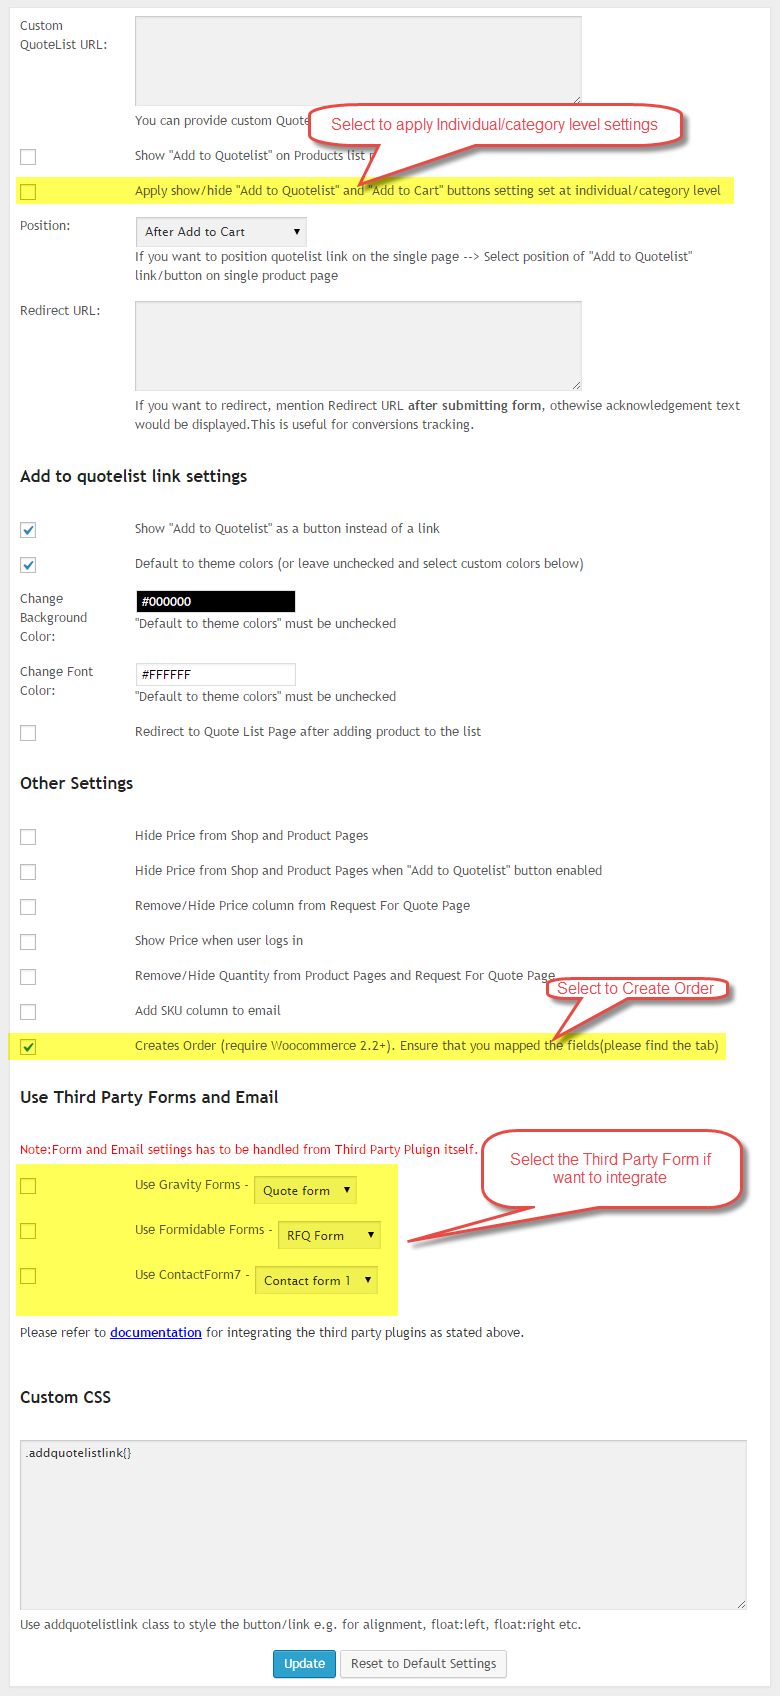 Custom
QuoteList URL:
You can provide custom Quote
Select to apply Individual/category level settings
Show "Add to Quotelist" on Products list
Apply show/hide "Add to Quotelist" and "Add to Cart" buttons setting set at individual/category level
Position:
After Add to Cart
If you want to position quotelist link on the single page --> Select position of "Add to Quotelist"
link/button on single product page
Redirect URL:
If you want to redirect, mention Redirect URL after submitting form, othewise acknowledgement text
would be displayed.This is useful for conversions tracking.
Add to quotelist link settings
Show "Add to Quotelist" as a button instead of a link
Default to theme colors (or leave unchecked and select custom colors below)
Change
Background
Color:
#000000
"Default to theme colors" must be unchecked
Change Font
Color:
#FFFFFF
"Default to theme colors" must be unchecked
Redirect to Quote List Page after adding product to the list
Other Settings
Hide Price from Shop and Product Pages
Hide Price from Shop and Product Pages when "Add to Quotelist" button enabled
Remove/Hide Price column from Request For Quote Page
Show Price when user logs in
Remove/Hide Quantity from Product Pages and Request For Quote Page
Select to Create Order
Add SKU column to email
Creates Order (require Woocommerce 2.2+). Ensure that you mapped the fields(please find the tab)
Use Third Party Forms and Email
Note:Form and Email setiings has to be handled from Third Party Pluign itself.
Select the Third Party Form if
want to integrate
Use Gravity Forms - Quote form
Use Formidable Forms - RFQ Form
Use ContactForm7 - Contact form 1
Please refer to documentation for integrating the third party plugins as stated above.
Custom CSS
.addquotelistlink{}
Use addquotelistlink class to style the button/link e.g. for alignment, float:left, float:right etc.
Update
Reset to Default Settings